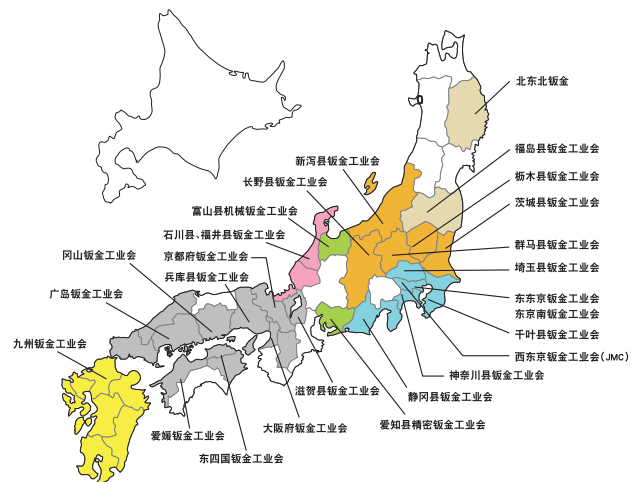 北东北钣金
福岛县钣金工业会
新泻县钣金工业会
栃木县钣金工业会
长野县钣金工业会
茨城县钣金工业会
富山县机械钣金工业会
石川县、福井县钣金工业会
群马县钣金工业会
京都府钣金工业会
冈山钣金工业会
埼玉县钣金工业会
兵库县钣金工业会
广岛钣金工业会
东东京钣金工业会
东京南钣金工业会
千叶县钣金工业会
九州钣金工业会
西东京钣金工业会(JMC)
神奈川县钣金工业会
滋贺县钣金工业会
静冈县钣金工业会
爱知县精密钣金工业会
大阪府钣金工业会
爱媛钣金工业会
东四国钣金工业会